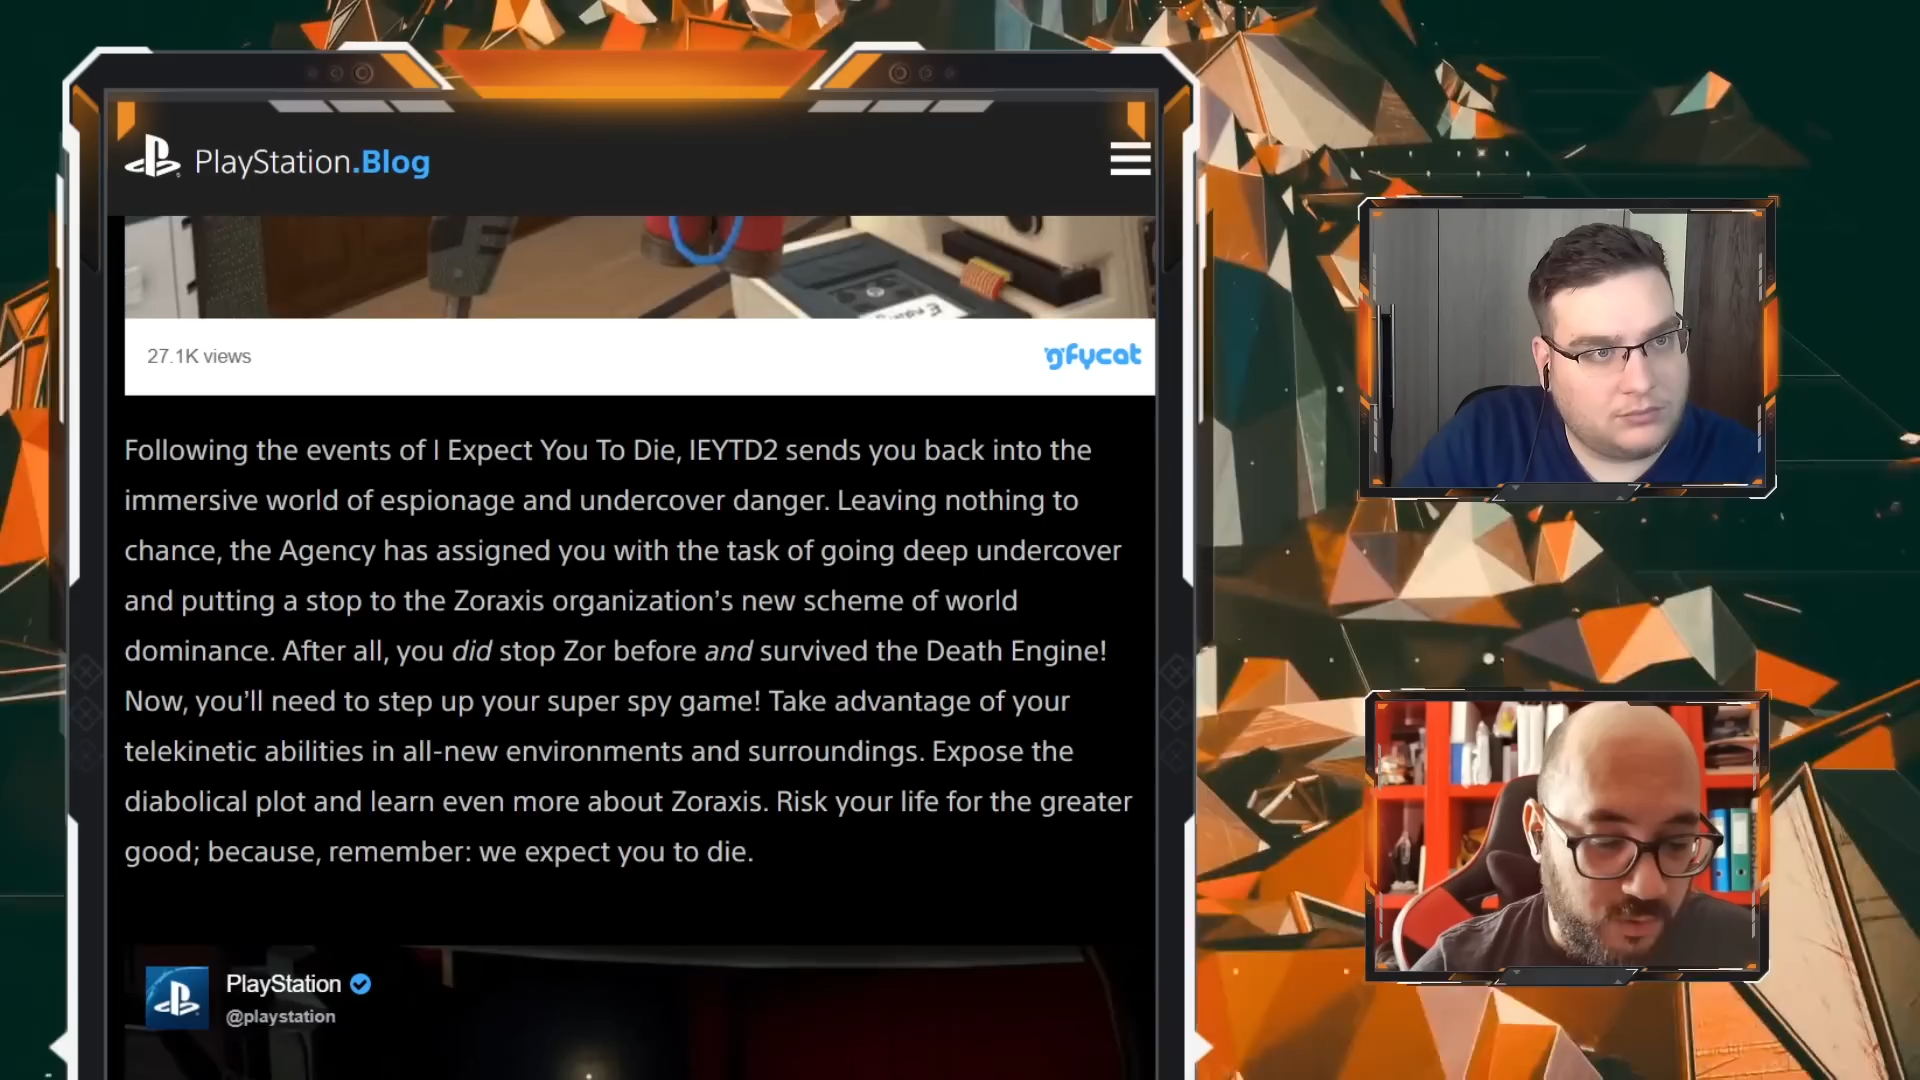 PlayStation.Blog
27.1K views
gfycat
Following the events of I Expect You To Die, IEYTD2 sends you back into the
immersive world of espionage and undercover danger. Leaving nothing to
chance, the Agency has assigned you with the task of going deep undercover
and putting a stop to the Zoraxis organization’s new scheme of world
dominance. After all, you did stop Zor before and survived the Death Engine!
Now, you’ll need to step up your super spy game! Take advantage of your
telekinetic abilities in all-new environments and surroundings. Expose the
diabolical plot and learn even more about Zoraxis. Risk your life for the greater
good; because, remember: we expect you to die.
PlayStation
@playstation